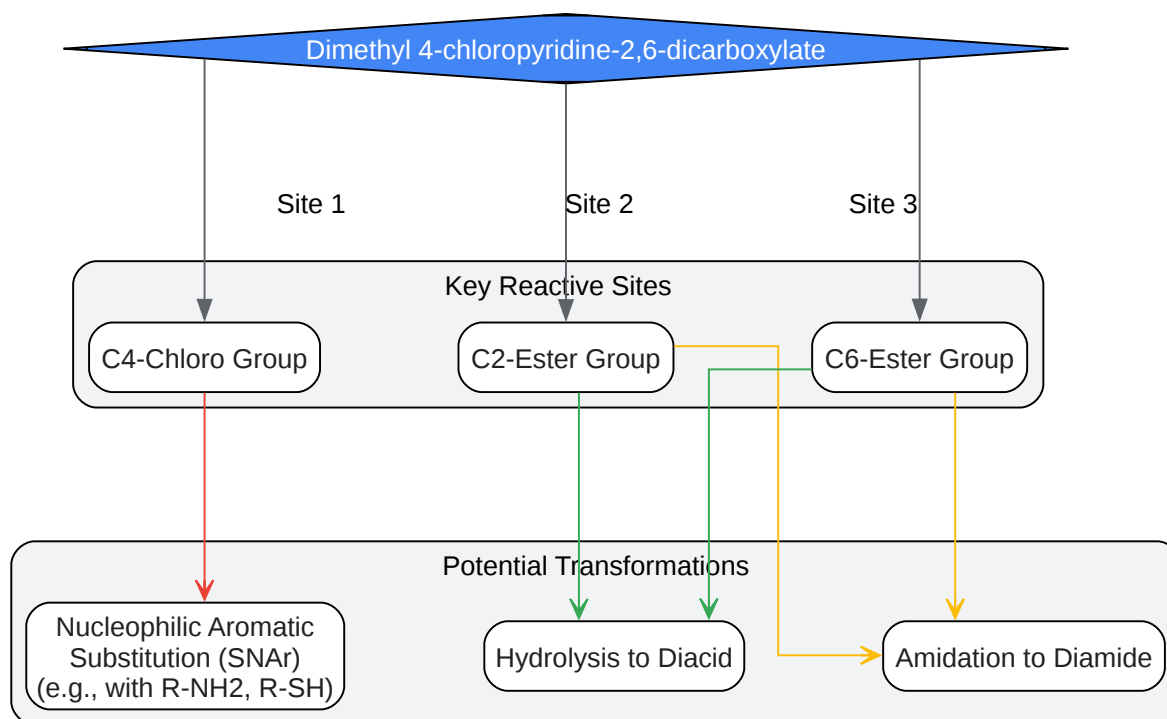 Dimethyl 4-chloropyridine-2,6-dicarboxylate
Site 1
Site 2
Site 3
Key Reactive Sites
C4-Chloro Group
C2-Ester Group
C6-Ester Group
Potential Transformations
Nucleophilic Aromatic
Substitution (SNAr)
(e.g., with R-NH2, R-SH)
Hydrolysis to Diacid
Amidation to Diamide